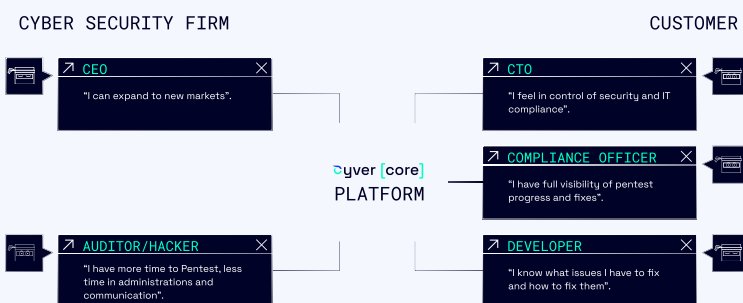 CYBER SECURITY FIRM
CUSTOMER
CEO
“I can expand to new markets”.
AUDITOR/HACKER
“I have more time to Pentest, less
time in administrations and
communication”.
cyver [core]
PLATFORM
CTO
“I feel in control of security and IT
compliance”.
COMPLIANCE OFFICER
“I have full visibility of pentest
progress and fixes”.
DEVELOPER
“I know what issues I have to fix
and how to fix them”.